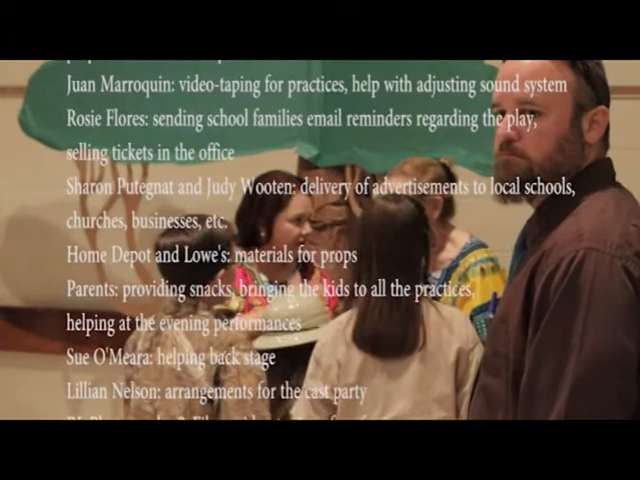 Juan Marroquin: video-taping for practices, help with adjusting sound system
Rosie Flores: sending school families email reminders regarding the play,
selling tickets in the office
Sharon Putegnat and Judy Wooten: delivery of advertisements to local schools,
churches, businesses, etc.
Home Depot and Lowe's: materials for props
Parents: providing snacks, bringing the kids to all the practices,
helping at the evening performances
Sue O'Meara: helping back stage
Lillian Nelson: arrangements for the cast party